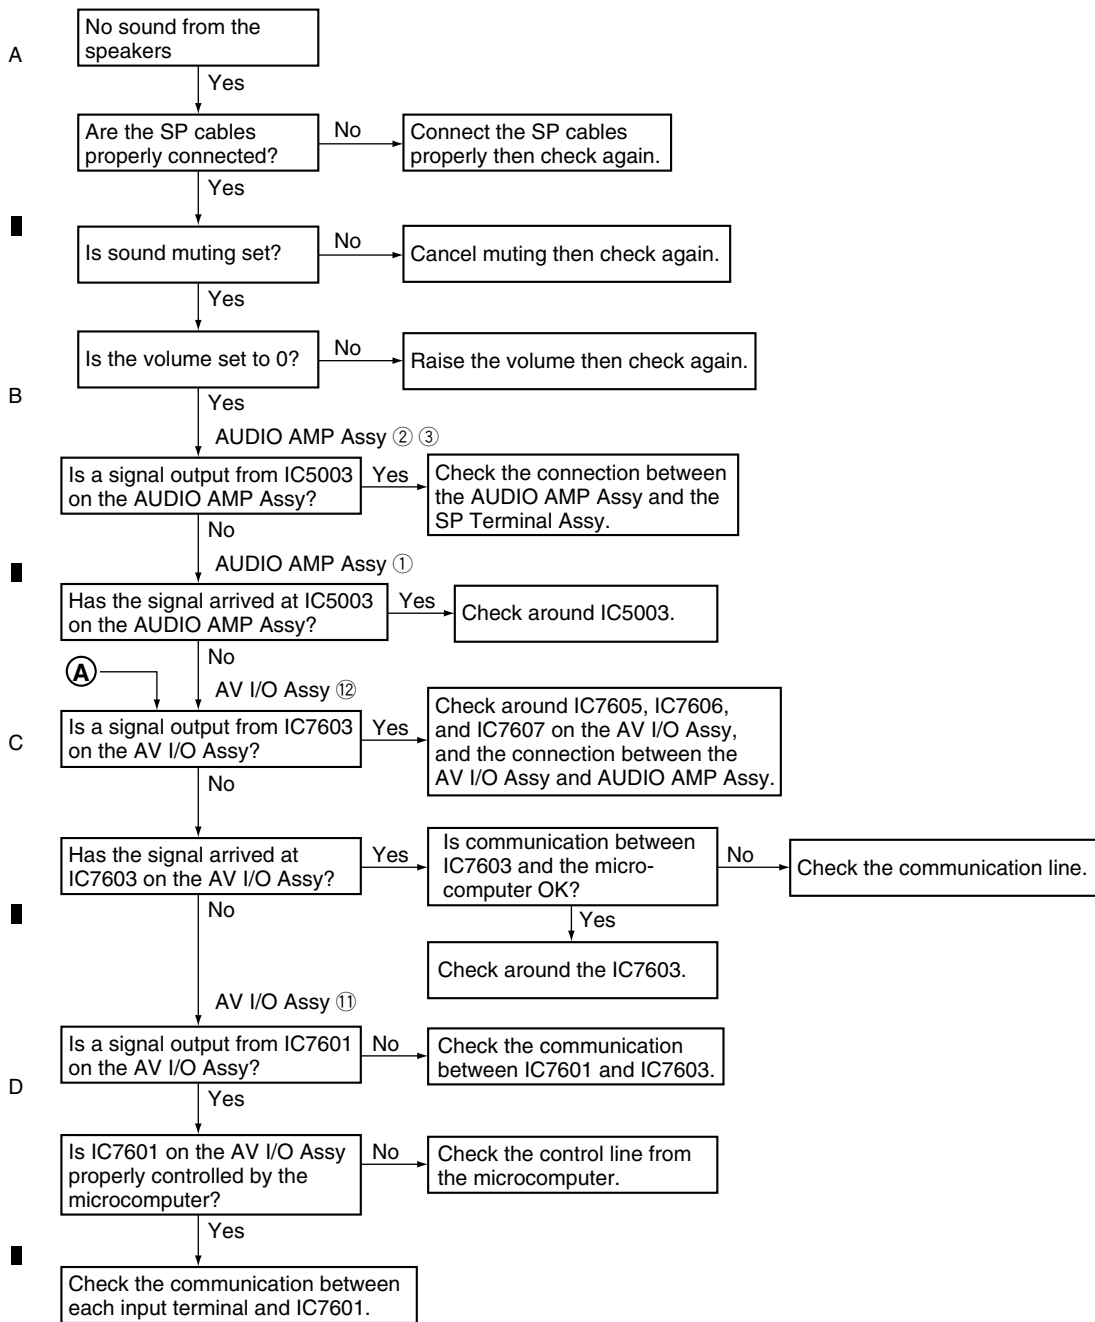 A
No sound from the
speakers
Yes
Are the SP cables
properly connected?
No
Connect the SP cables
properly then check again.
Yes
Is sound muting set?
No
Cancel muting then check again.
Yes
Is the volume set to 0?
No
Raise the volume then check again.
B
Yes
AUDIO AMP Assy ② ③
Is a signal output from IC5003
on the AUDIO AMP Assy?
Yes
Check the connection between
the AUDIO AMP Assy and the
SP Terminal Assy.
No
AUDIO AMP Assy ①
Has the signal arrived at IC5003
on the AUDIO AMP Assy?
Yes
Check around IC5003.
No
A
AV I/O Assy ⑫
C
Is a signal output from IC7603
on the AV I/O Assy?
Yes
Check around IC7605, IC7606,
and IC7607 on the AV I/O Assy,
and the connection between the
AV I/O Assy and AUDIO AMP Assy.
No
Has the signal arrived at
IC7603 on the AV I/O Assy?
Yes
Is communication between
IC7603 and the micro-
computer OK?
No
Check the communication line.
Yes
Check around the IC7603.
No
AV I/O Assy ⑪
Is a signal output from IC7601
on the AV I/O Assy?
No
Check the communication
between IC7601 and IC7603.
D
Yes
Is IC7601 on the AV I/O Assy
properly controlled by the
microcomputer?
No
Check the control line from
the microcomputer.
Yes
Check the communication between
each input terminal and IC7601.